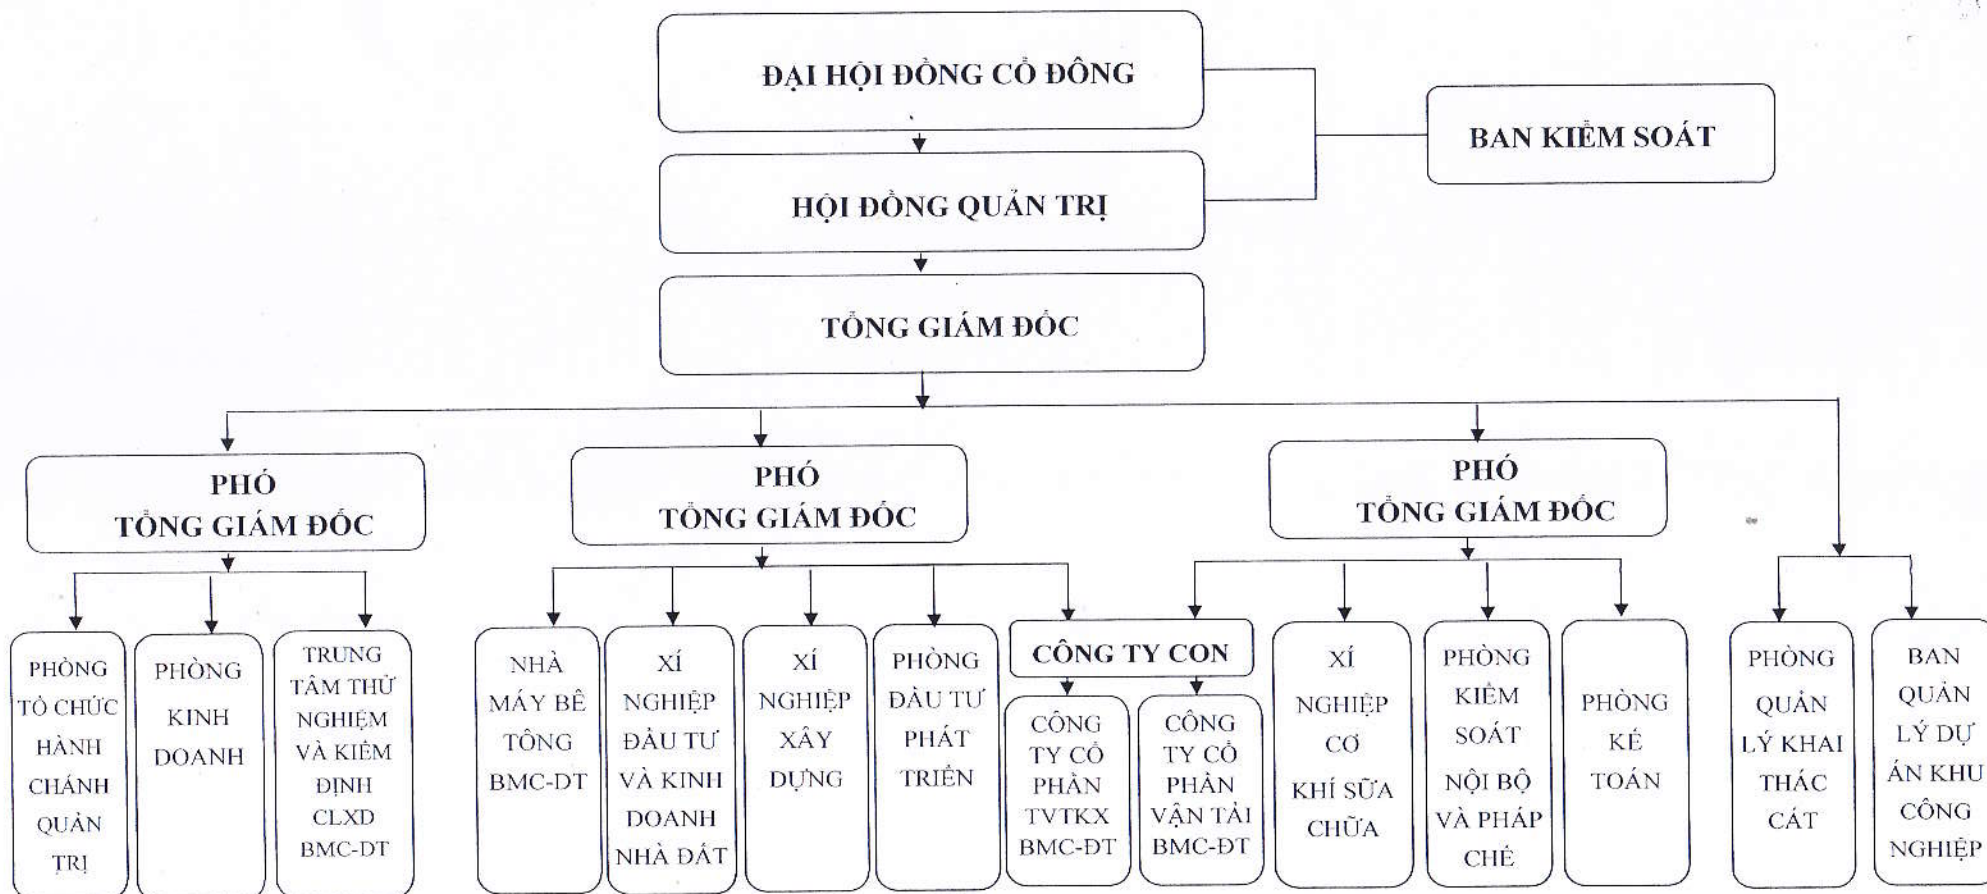 ĐẠI HỘI ĐỒNG CỔ ĐÔNG
BAN KIỂM SOÁT
HỘI ĐỒNG QUẢN TRỊ
TỔNG GIÁM ĐỐC
PHÓ
TỔNG GIÁM ĐỐC
PHÓ
TỔNG GIÁM ĐỐC
PHÓ
TỔNG GIÁM ĐỐC
PHÒNG
TỔ CHỨC
HÀNH
CHÁNH
QUẢN
TRỊ
PHÒNG
KINH
DOANH
TRUNG
TÂM THỬ
NGHIỆM
VÀ KIỂM
ĐỊNH
CLXD
BMC-DT
NHÀ
MÁY BÊ
TÔNG
BMC-DT
XÍ
NGHIỆP
ĐẦU TƯ
VÀ KINH
DOANH
NHÀ ĐẤT
XÍ
NGHIỆP
XÂY
DỰNG
PHÒNG
ĐẦU TƯ
PHÁT
TRIỂN
CÔNG TY CON
CÔNG
TY CỔ
PHẦN
TVTKX
BMC-ĐT
CÔNG
TY CỔ
PHẦN
VẬN TẢI
BMC-ĐT
XÍ
NGHIỆP
CƠ
KHÍ SỮA
CHỮA
PHÒNG
KIỂM
SOÁT
NỘI BỘ
VÀ PHÁP
CHẾ
PHÒNG
KẾ
TOÁN
PHÒNG
QUẢN
LÝ KHAI
THÁC
CÁT
BAN
QUẢN
LÝ DỰ
ÁN KHU
CÔNG
NGHIỆP